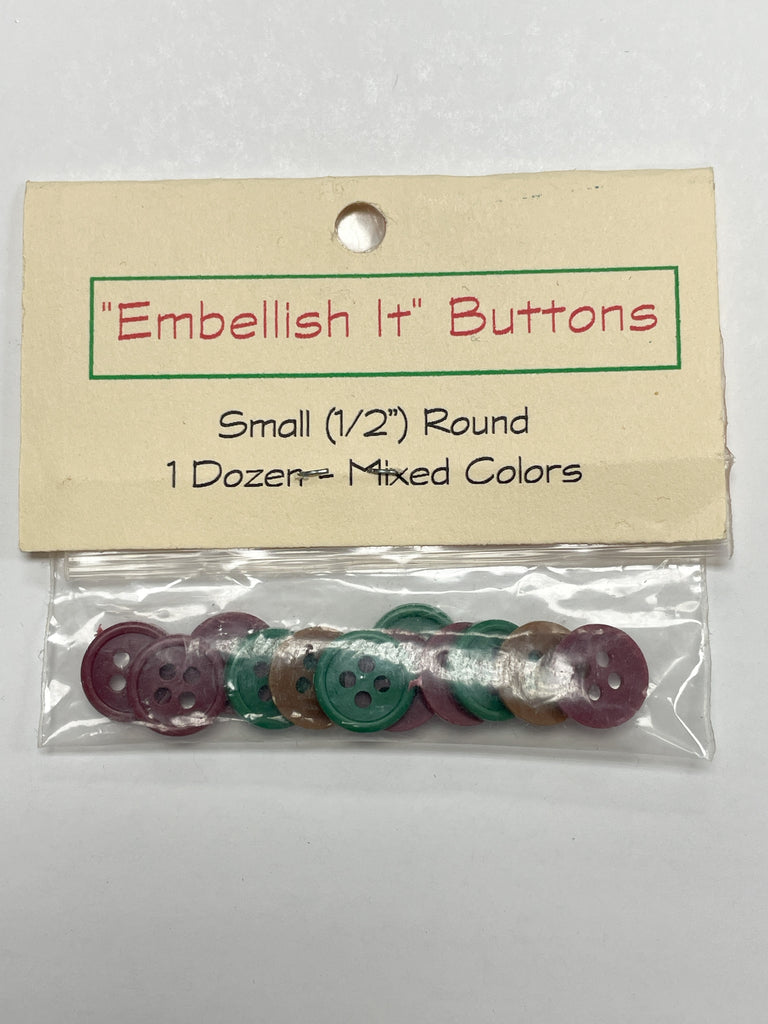 "Embellish It" Buttons
Small (1/2") Round
1 Dozen - Mixed Colors